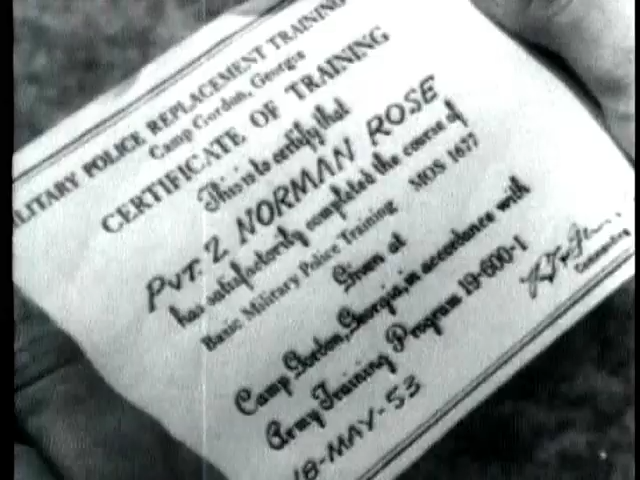 MILITARY POLICE REPLACEMENT TRAINING
Camp Gordon, Georgia
CERTIFICATE OF TRAINING
This is to certify that
PVT. 2 NORMAN ROSE
has satisfactorily completed the course of
Basic Military Police Training MOS 1677
Given at
Camp Gordon, Georgia, in accordance with
Army Training Program 19-600-1
18-MAY-53
Commanding